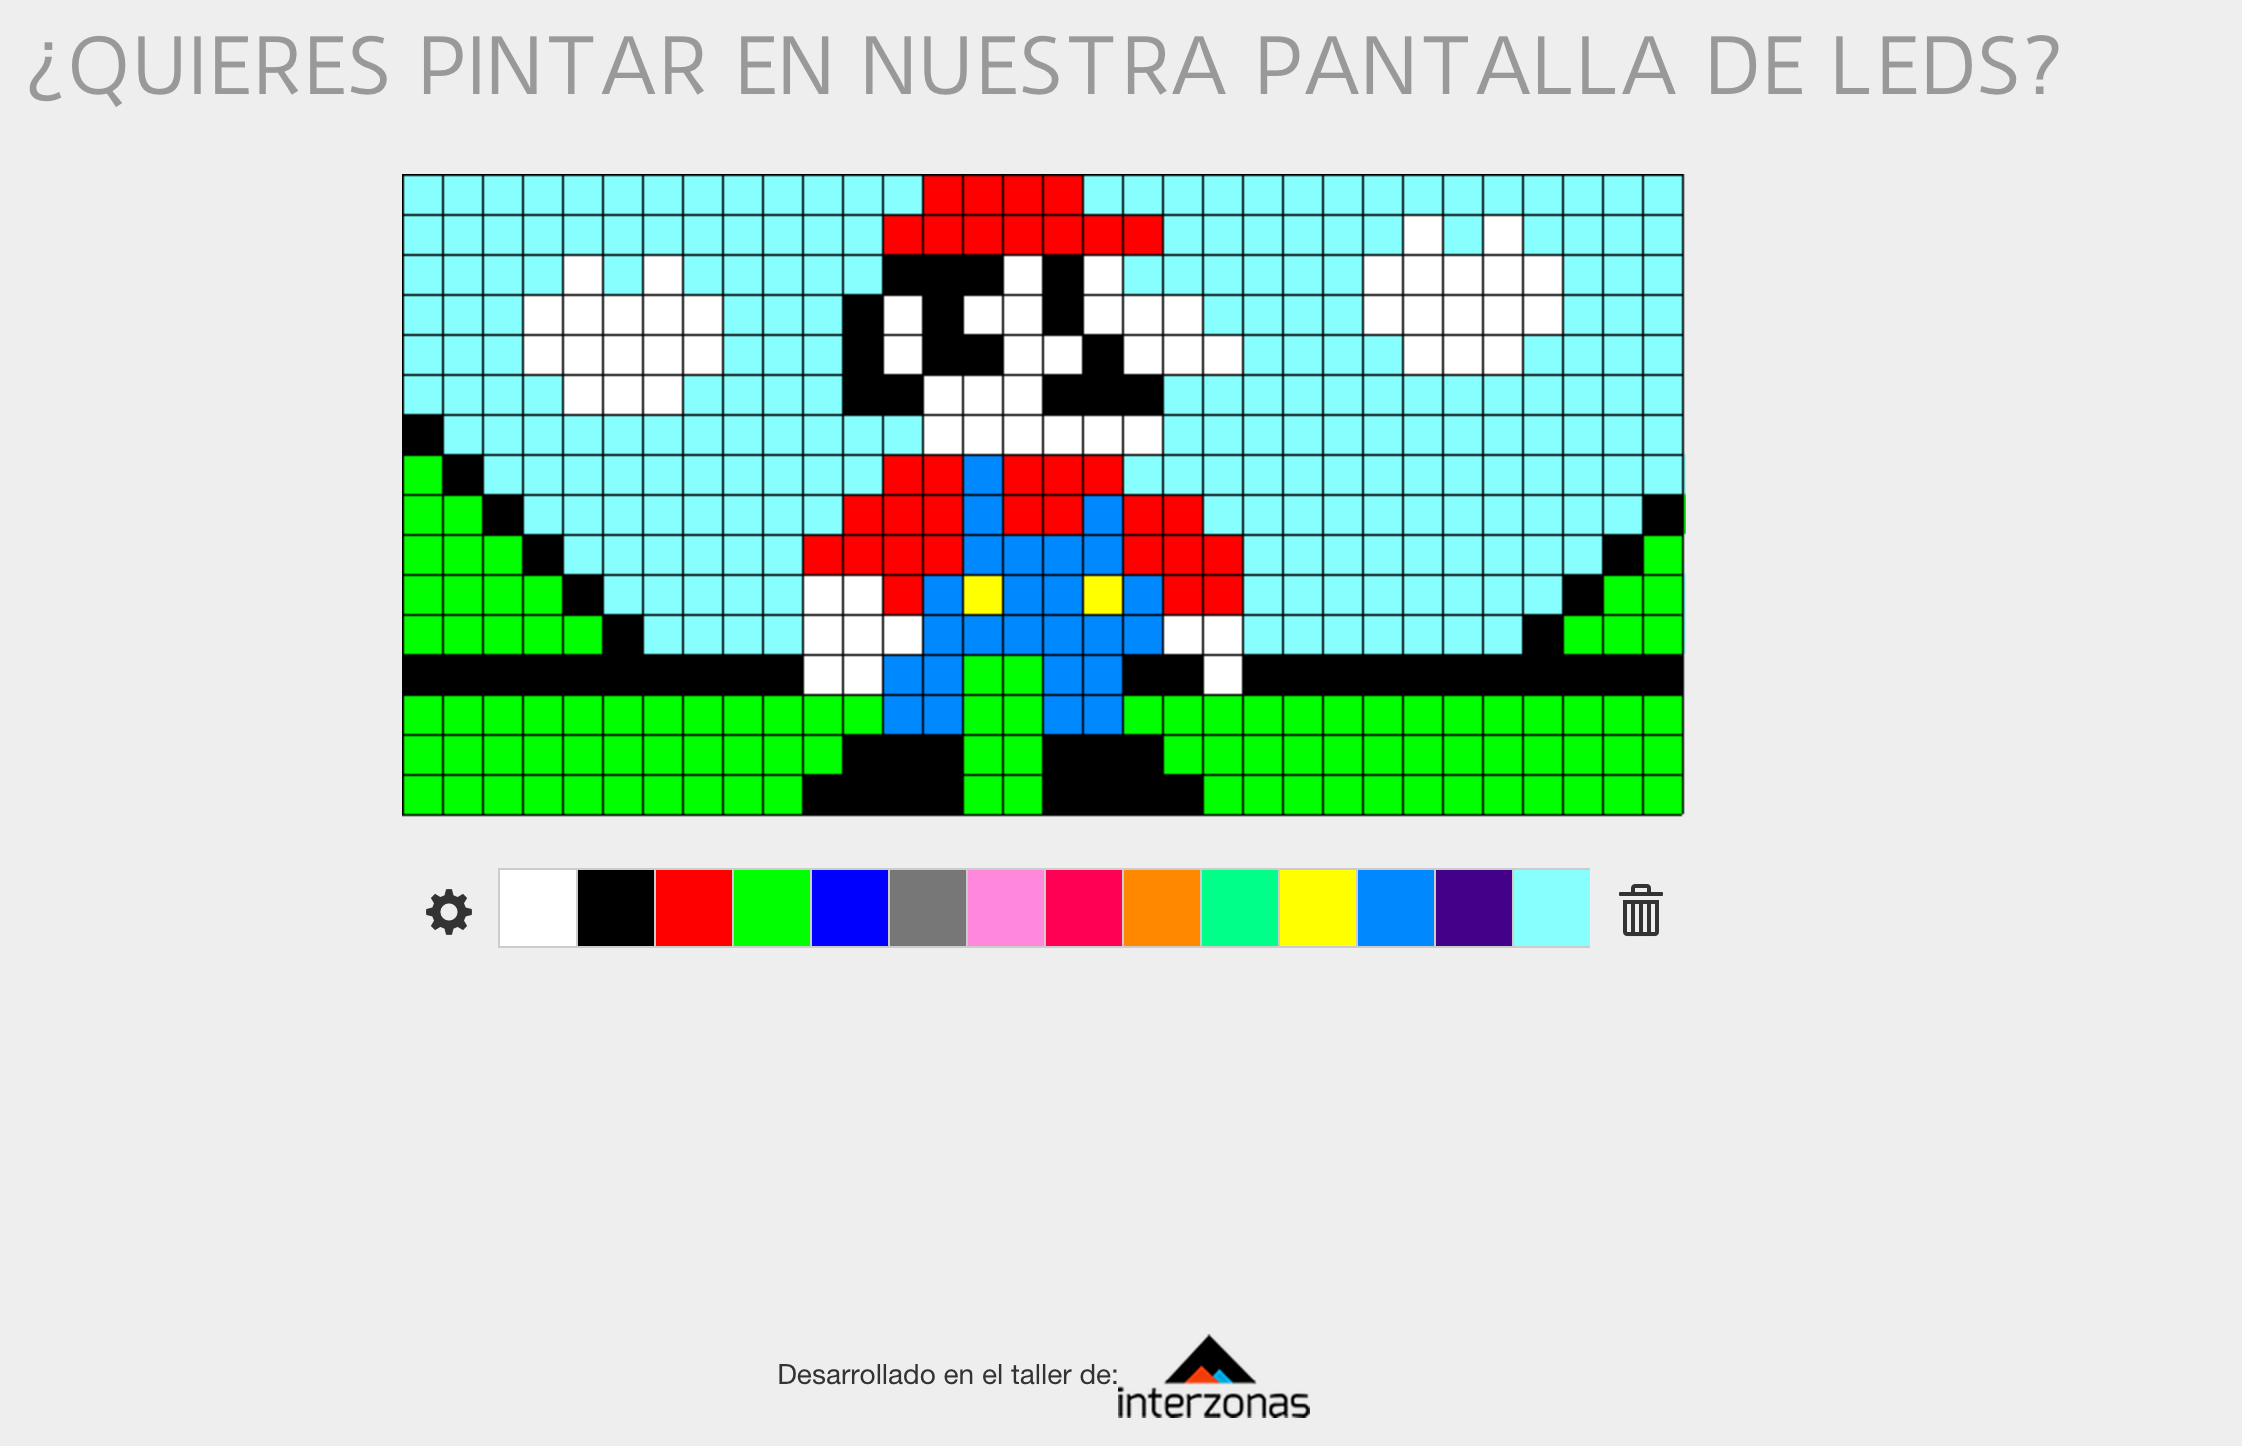 ¿QUIERES PINTAR EN NUESTRA PANTALLA DE LEDS?
Desarrollado en el taller de:
interzonas